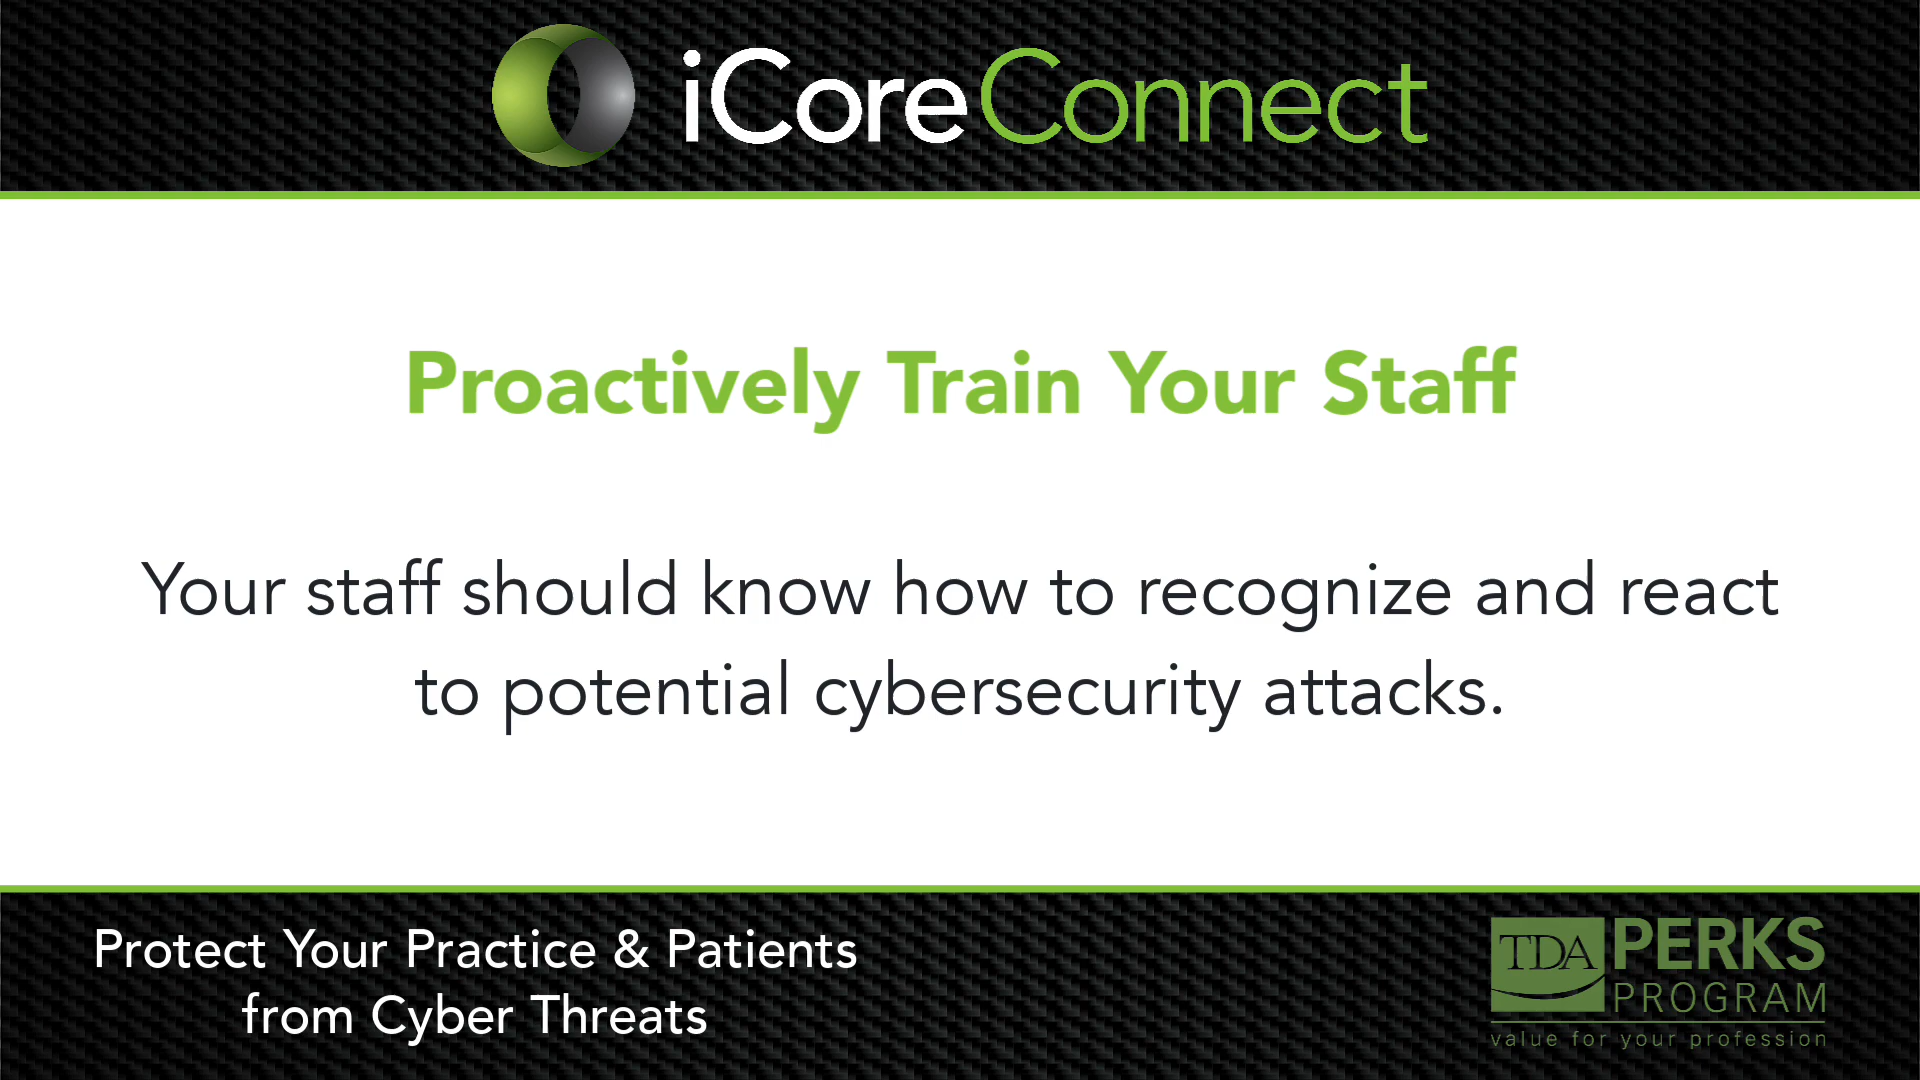 iCoreConnect
Proactively Train Your Staff
Your staff should know how to recognize and react
to potential cybersecurity attacks.
Protect Your Practice & Patients
from Cyber Threats
TDA PERKS
PROGRAM
value for your profession